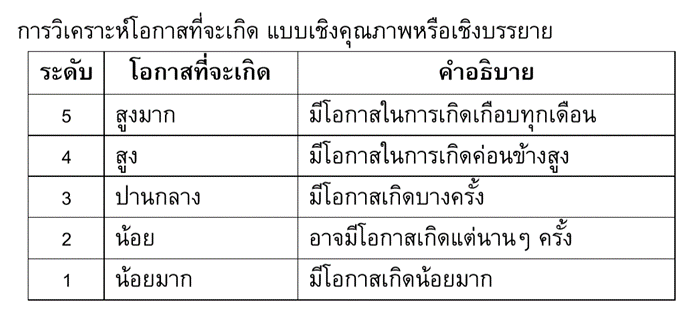 การวิเคราะห์โอกาสที่จะเกิด แบบเชิงคุณภาพหรือเชิงบรรยาย
ระดับ โอกาสที่จะเกิด คำอธิบาย
5 สูงมาก มีโอกาสในการเกิดเกือบทุกเดือน
4 สูง มีโอกาสในการเกิดค่อนข้างสูง
3 ปานกลาง มีโอกาสเกิดบางครั้ง
2 น้อย อาจมีโอกาสเกิดแต่นานๆ ครั้ง
1 น้อยมาก มีโอกาสเกิดน้อยมาก